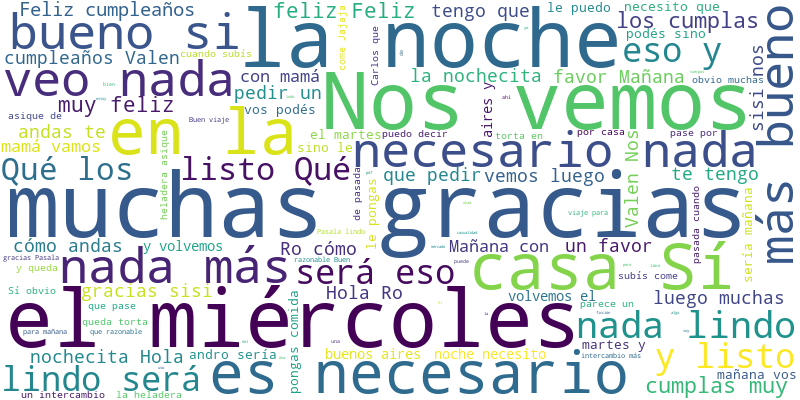 Feliz cumpleaños
feliz Feliz
tengo que
le puedo
necesito que
los cumplas
bueno si
la noche
podés sino
eso y
cumpleaños Valen
cuando subís
come Jajaja
Carlos que
más bueno
sisi nos
veo nada
con mamá
la nochecita
favor Mañana
obvio muchas
Nos vemos
muy feliz
pedir un
vos podés
aires y
ahi
asique de
Buen viaje
andas te
en la
el martes
puedo decir
torta en
por casa
pase por
mamá vamos
sino le
necesario nada
Valen Nos
heladera asique
Qué los
listo Qué
de pasada
le pongas
que pedir
vemos luego
te tengo
muchas gracias
pasada cuando
sería mañana
viaje para
Pasala lindo
cómo andas
y volvemos
Ro cómo
Mañana con
un favor
gracias Pasala
y queda
nada más
razonable Buen
será eso
puede
casa Sí
subís come
Sí obvio
gracias sisi
Hola Ro
volvemos el
parece un
luego muchas
el miércoles
que pase
queda torta
para mañana
que razonable
pongas comida
una
la
nada lindo
martes y
nochecita Hola
andro sería
buenos aires
noche necesito
intercambio más
y listo
lindo será
es necesario
mañana vos
un intercambio
la heladera
cumplas muy